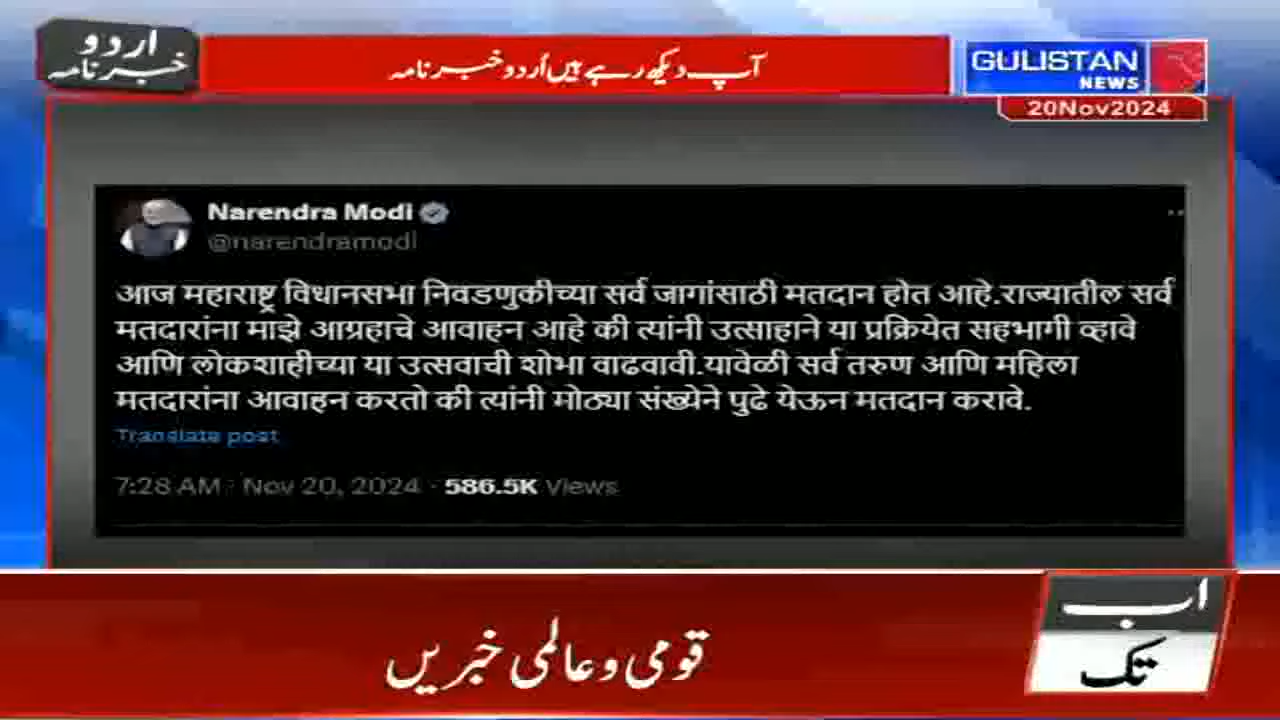 اردو
خبرنامہ
آپ دیکھ رہے ہیں اُردو خبرنامہ
GULISTAN
NEWS
20Nov2024
Narendra Modi
@narendramodi
आज महाराष्ट्र विधानसभा निवडणुकीच्या सर्व जागांसाठी मतदान होत आहे.राज्यातील सर्व
मतदारांना माझे आग्रहाचे आवाहन आहे की त्यांनी उत्साहाने या प्रक्रियेत सहभागी व्हावे
आणि लोकशाहीच्या या उत्सवाची शोभा वाढवावी.यावेळी सर्व तरुण आणि महिला
मतदारांना आवाहन करतो की त्यांनी मोठ्या संख्येने पुढे येऊन मतदान करावे.
Translate post
7:28 AM · Nov 20, 2024 · 586.5K Views
اب
تک
قومی وعالمی خبریں